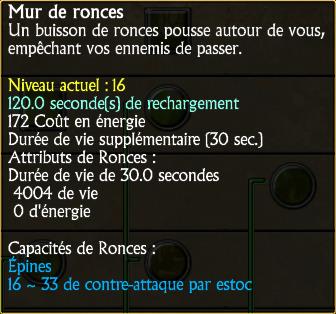 Mur de ronces
Un buisson de ronces pousse autour de vous,
empêchant vos ennemis de passer.
Niveau actuel : 16
120.0 seconde(s) de rechargement
172 Coût en énergie
Durée de vie supplémentaire (30 sec.)
Attributs de Ronces :
Durée de vie de 30.0 secondes
4004 de vie
0 d'énergie
Capacités de Ronces :
Épines
16 ~ 33 de contre-attaque par estoc